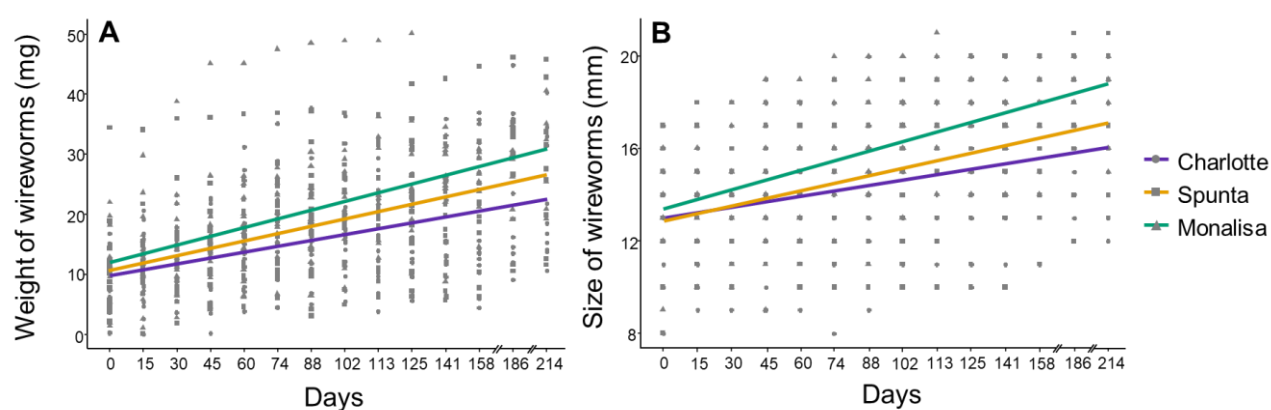 A
Weight of wireworms (mg)
50
40
30
20
10
0
0 15 30 45 60 74 88 102 113 125 141 158 186 214
Days
B
Size of wireworms (mm)
20
16
12
8
0 15 30 45 60 74 88 102 113 125 141 158 186 214
Days
Charlotte
Spunta
Monalisa